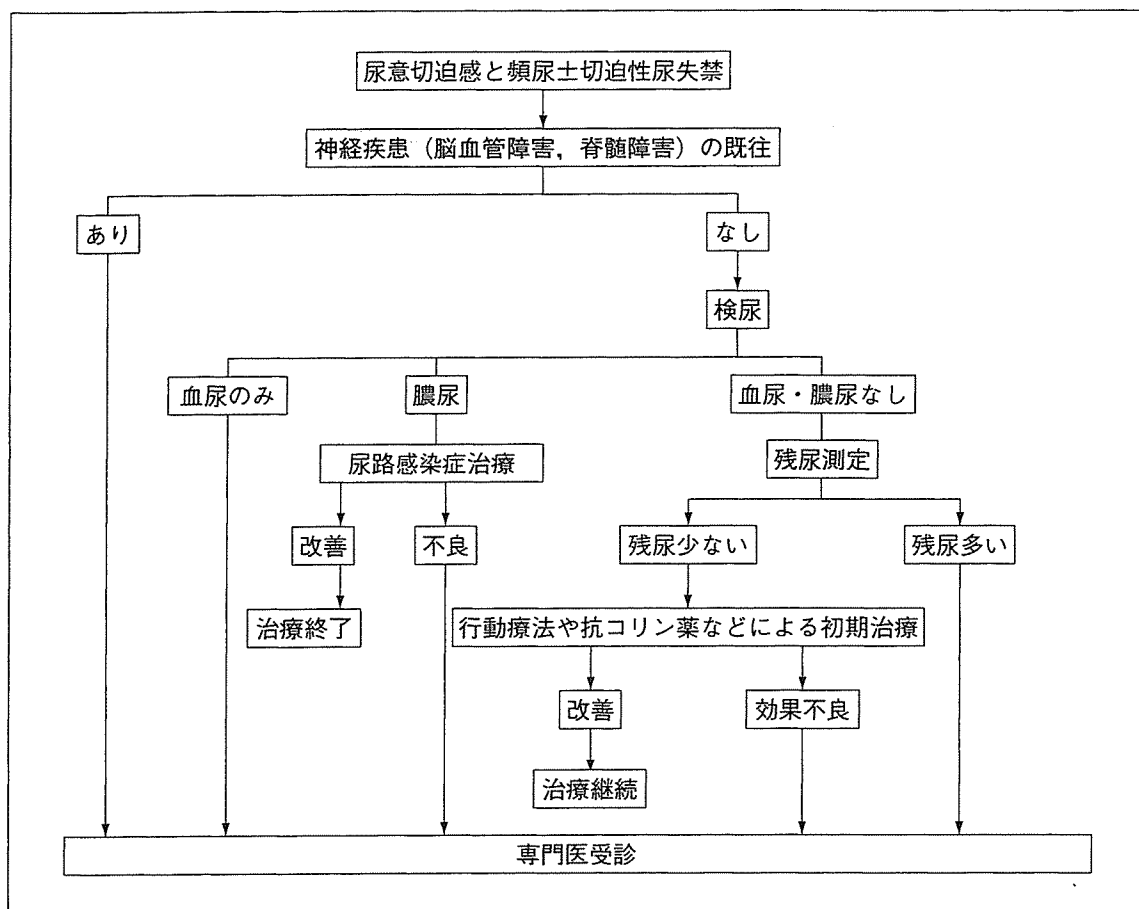 尿意切迫感と頻尿±切迫性尿失禁
神経疾患（脳血管障害，脊髄障害）の既往
あり
なし
検尿
血尿のみ
膿尿
血尿・膿尿なし
尿路感染症治療
残尿測定
改善
不良
残尿少ない
残尿多い
治療終了
行動療法や抗コリン薬などによる初期治療
改善
効果不良
治療継続
専門医受診